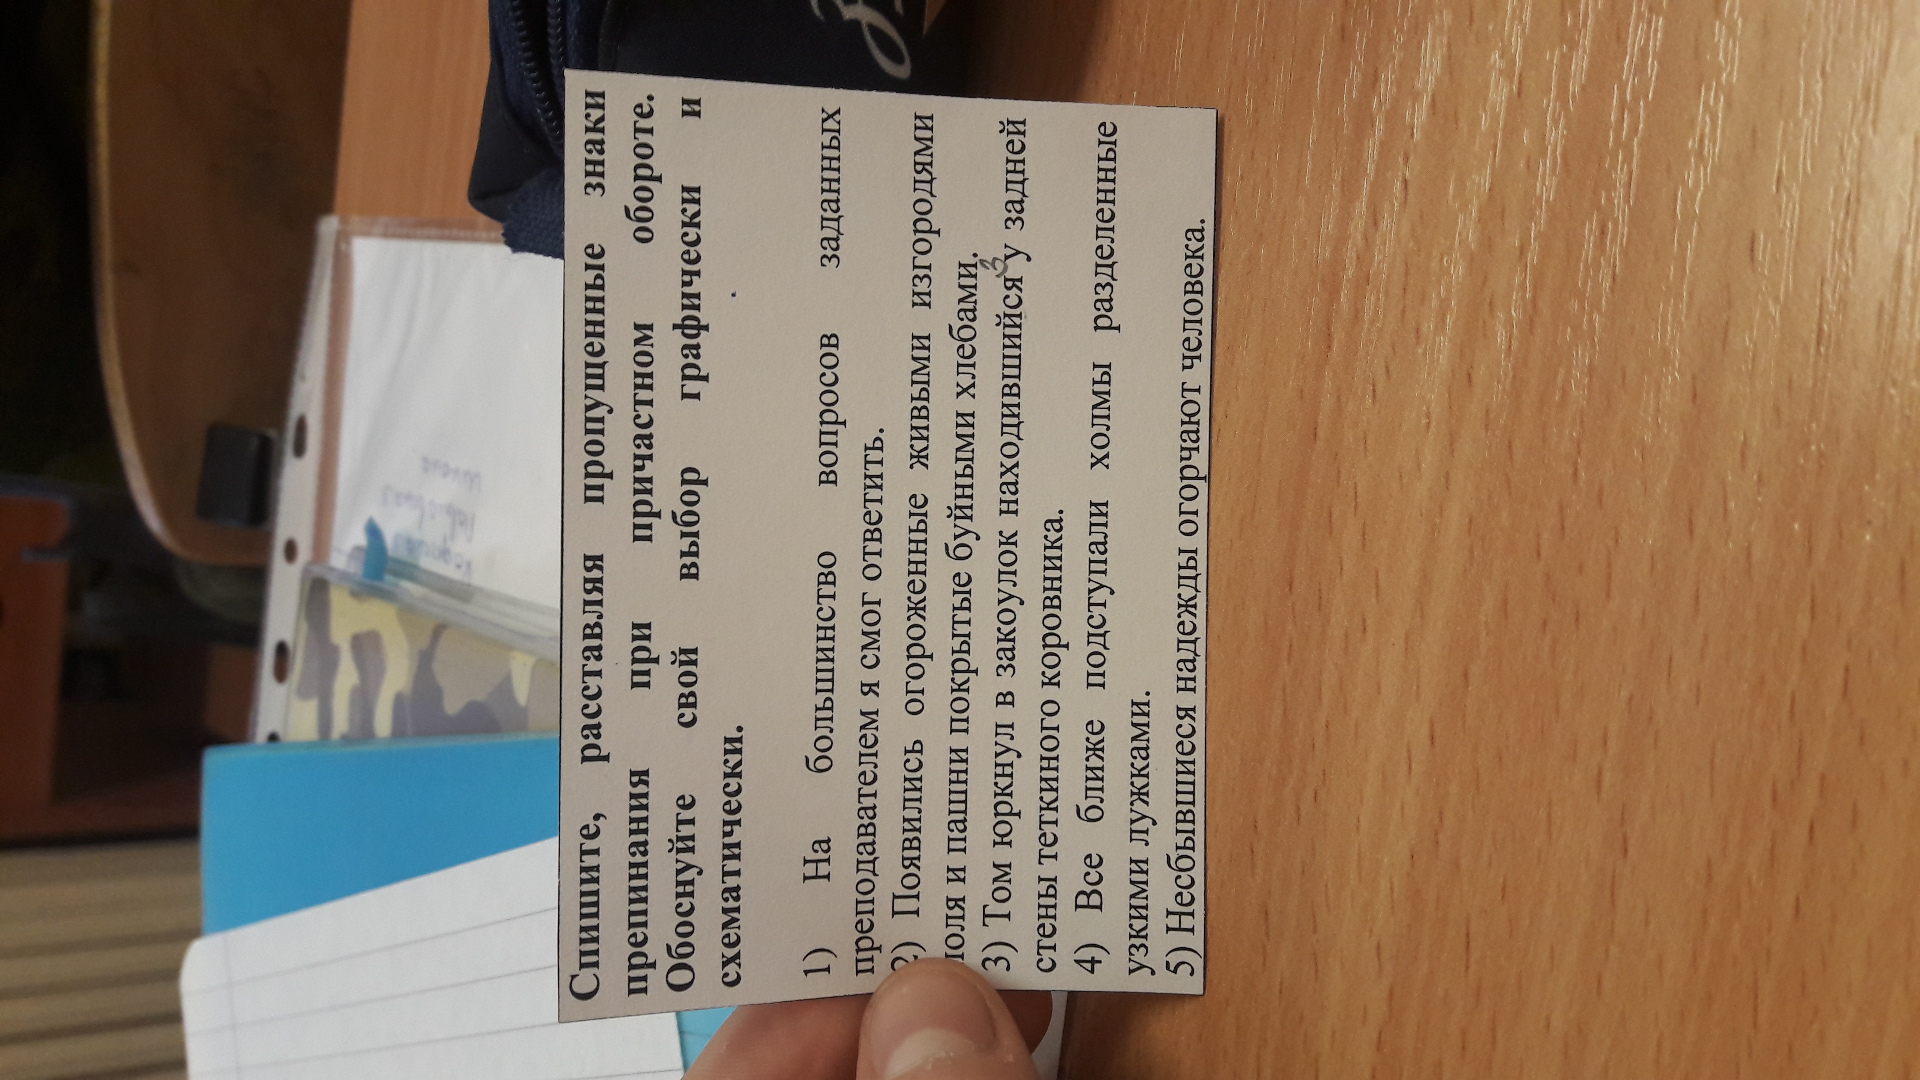 Спишите, расставляя пропущенные знаки
препинания при причастном обороте.
Обоснуйте свой выбор графически и
схематически.
1) На большинство вопросов заданных
преподавателем я смог ответить.
2) Появились огороженные живыми изгородями
поля и пашни покрытые буйными хлебами.
3) Том юркнул в закоулок находившийся у задней
стены теткиного коровника.
4) Все ближе подступали холмы разделенные
узкими лужками.
5) Несбывшиеся надежды огорчают человека.